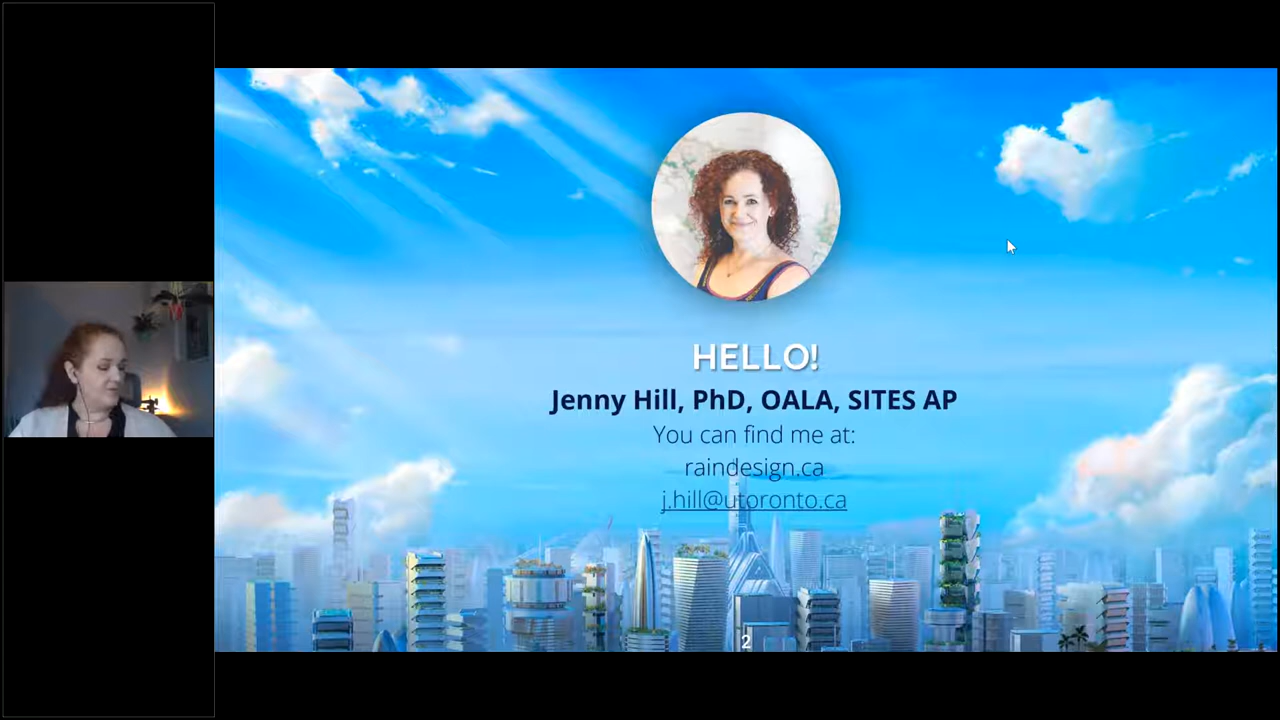 HELLO!
Jenny Hill, PhD, OALA, SITES AP
You can find me at:
raindesign.ca
j.hill@utoronto.ca
2